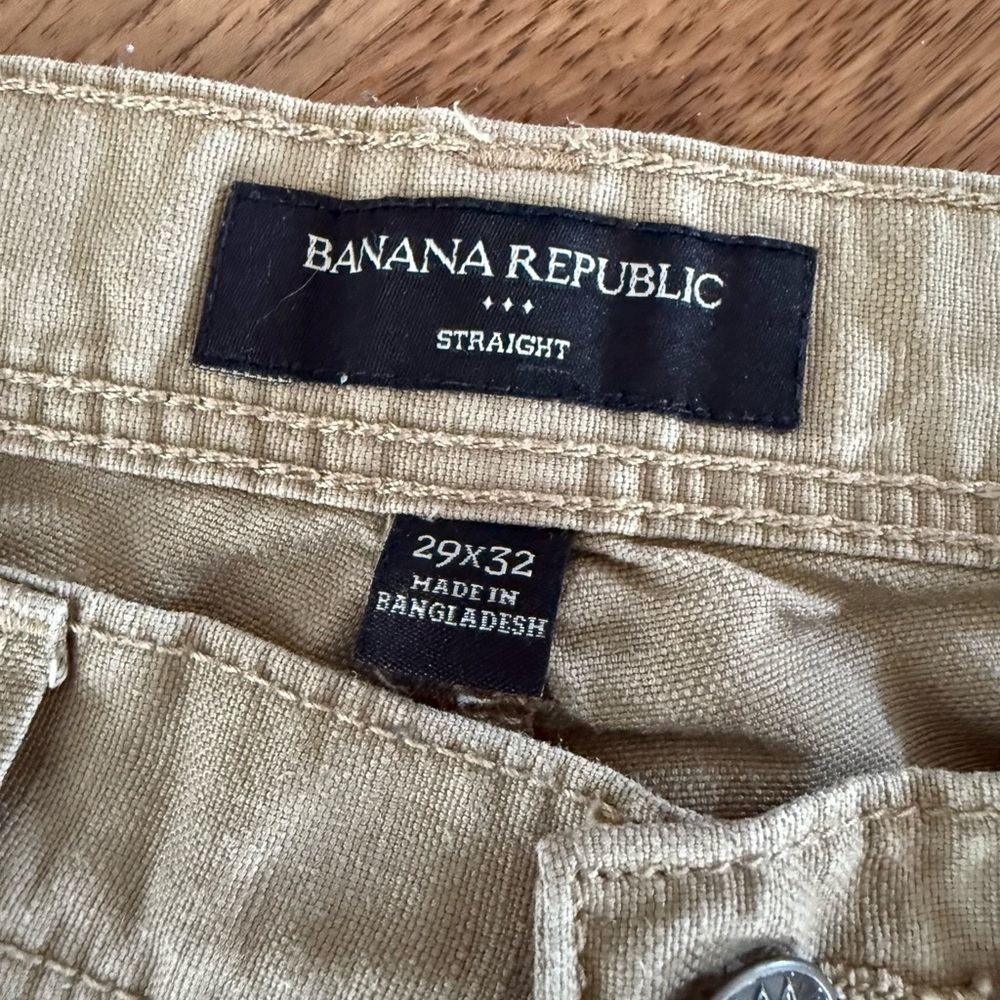 BANANA REPUBLIC
STRAIGHT
29X32
MADE IN
BANGLADESH